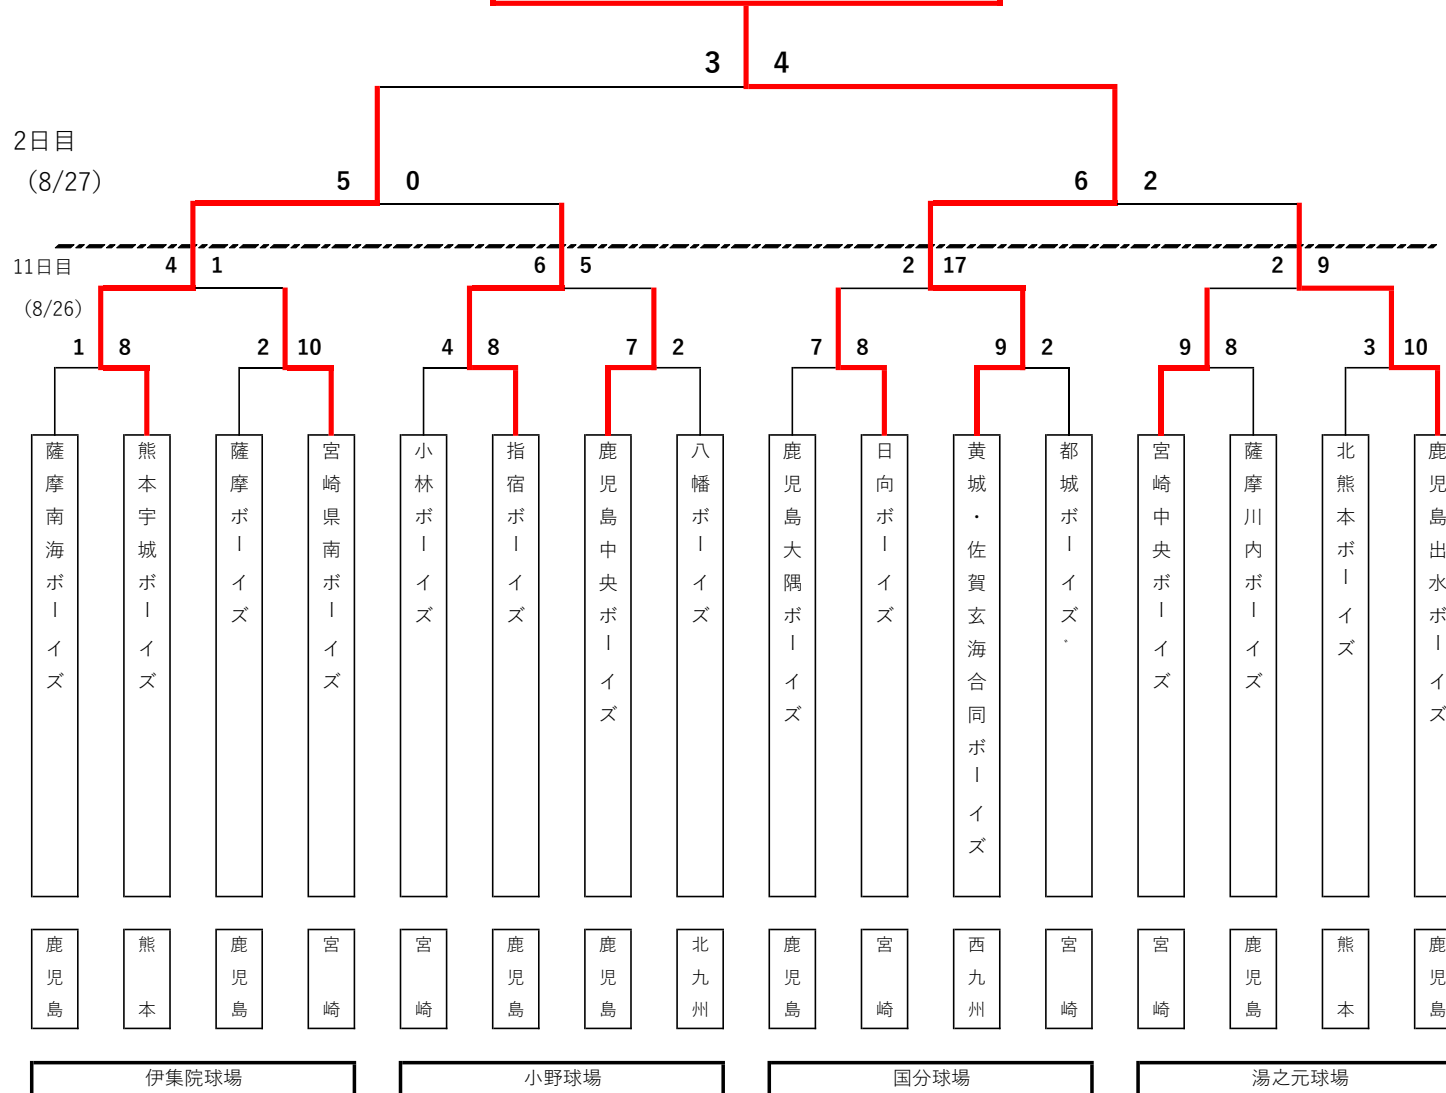 3 4
2日目
(8/27)
5 0
6 2
11日目
(8/26)
4 1
6 5
2 17
2 9
1 8
2 10
4 8
7 2
7 8
9 2
9 8
3 10
薩摩南海ボーイズ
熊本宇城ボーイズ
薩摩ボーイズ
宮崎県南ボーイズ
小林ボーイズ
指宿ボーイズ
鹿児島中央ボーイズ
八幡ボーイズ
鹿児島大隅ボーイズ
日向ボーイズ
黄城・佐賀玄海合同ボーイズ
都城ボーイズ゛
宮崎中央ボーイズ
薩摩川内ボーイズ
北熊本ボーイズ
鹿児島出水ボーイズ
鹿児島
熊本
鹿児島
宮崎
宮崎
鹿児島
鹿児島
北九州
鹿児島
宮崎
西九州
宮崎
宮崎
鹿児島
熊本
鹿児島
伊集院球場
小野球場
国分球場
湯之元球場